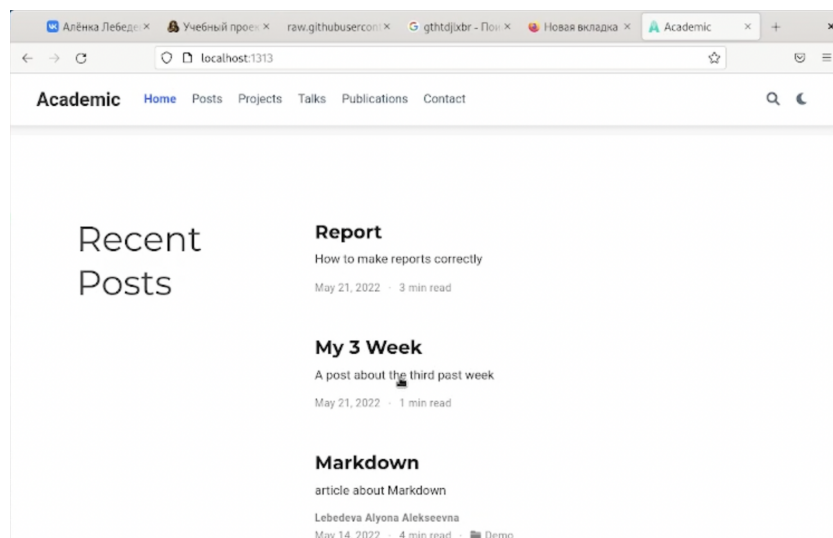 Алёнка Лебеде
Учебный проек
raw.githubusercont
gthtdjlxbr - Пои
Новая вкладка
Academic
localhost:1313
Academic Home Posts Projects Talks Publications Contact
Recent
Posts
Report
How to make reports correctly
May 21, 2022 · 3 min read
My 3 Week
A post about the third past week
May 21, 2022 · 1 min read
Markdown
article about Markdown
Lebedeva Alyona Alekseevna
May 14, 2022 · 4 min read · Demo